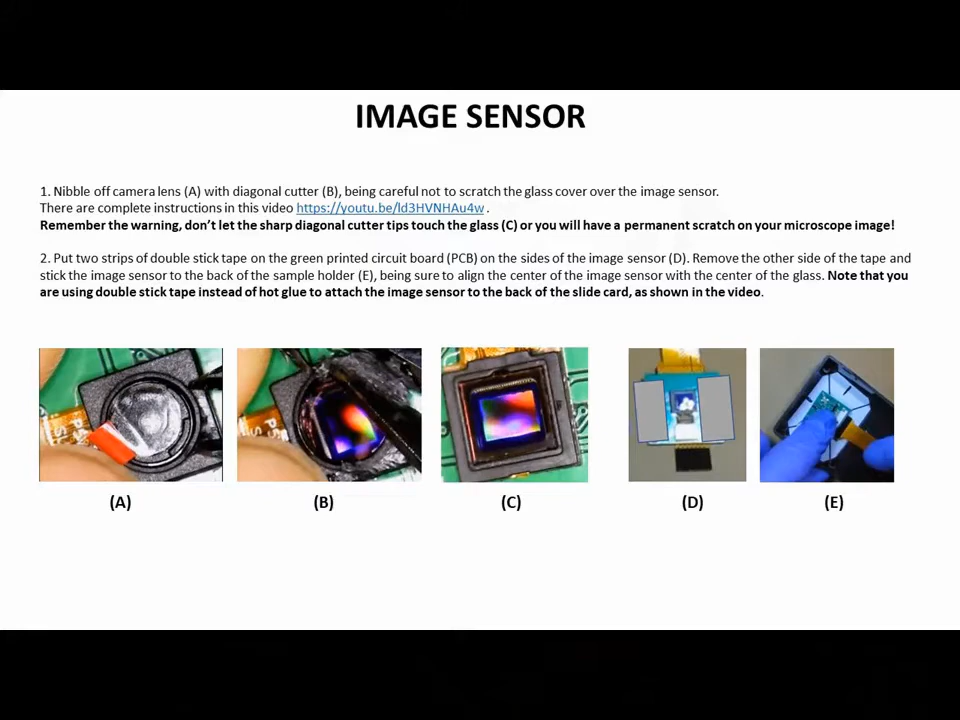 IMAGE SENSOR
1. Nibble off camera lens (A) with diagonal cutter (B), being careful not to scratch the glass cover over the image sensor.
There are complete instructions in this video https://youtu.be/ld3HVNHAu4w .
Remember the warning, don't let the sharp diagonal cutter tips touch the glass (C) or you will have a permanent scratch on your microscope image!
2. Put two strips of double stick tape on the green printed circuit board (PCB) on the sides of the image sensor (D). Remove the other side of the tape and
stick the image sensor to the back of the sample holder (E), being sure to align the center of the image sensor with the center of the glass. Note that you
are using double stick tape instead of hot glue to attach the image sensor to the back of the slide card, as shown in the video.
(A) (B) (C) (D) (E)